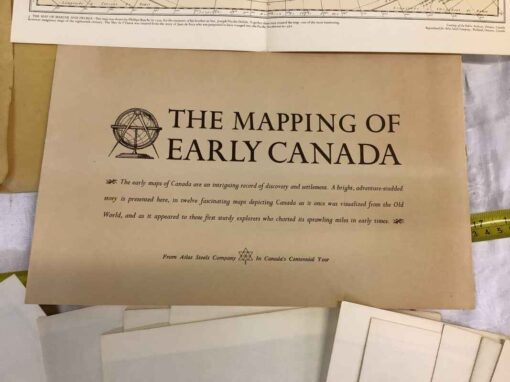 THE MAPPING OF
EARLY CANADA
The early maps of Canada are an intriguing record of discovery and settlement. A bright, adventure-studded
story is presented here, in twelve fascinating maps depicting Canada as it once was visualized from the Old
World, and as it appeared to those first sturdy explorers who charted its sprawling miles in early times.
From Atlas Steels Company In Canada's Centennial Year
45